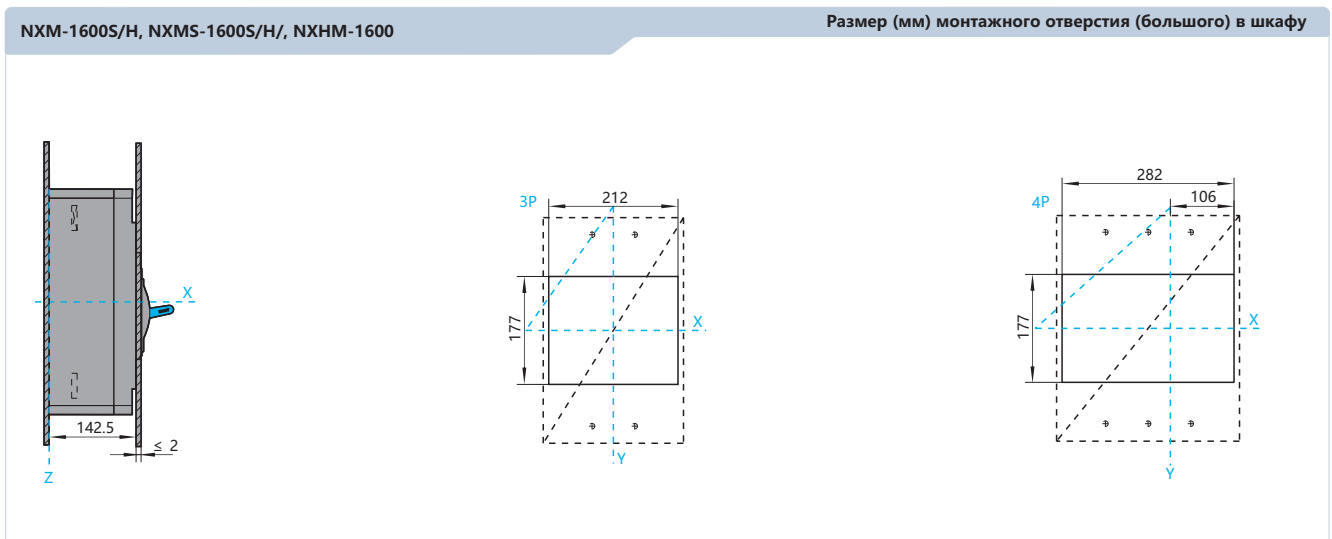 NXM-1600S/H, NXMS-1600S/H/, NXHM-1600
Размер (мм) монтажного отверстия (большого) в шкафу
X
142.5
≤ 2
Z
3P
212
177
X
Y
4P
282
106
177
X
Y